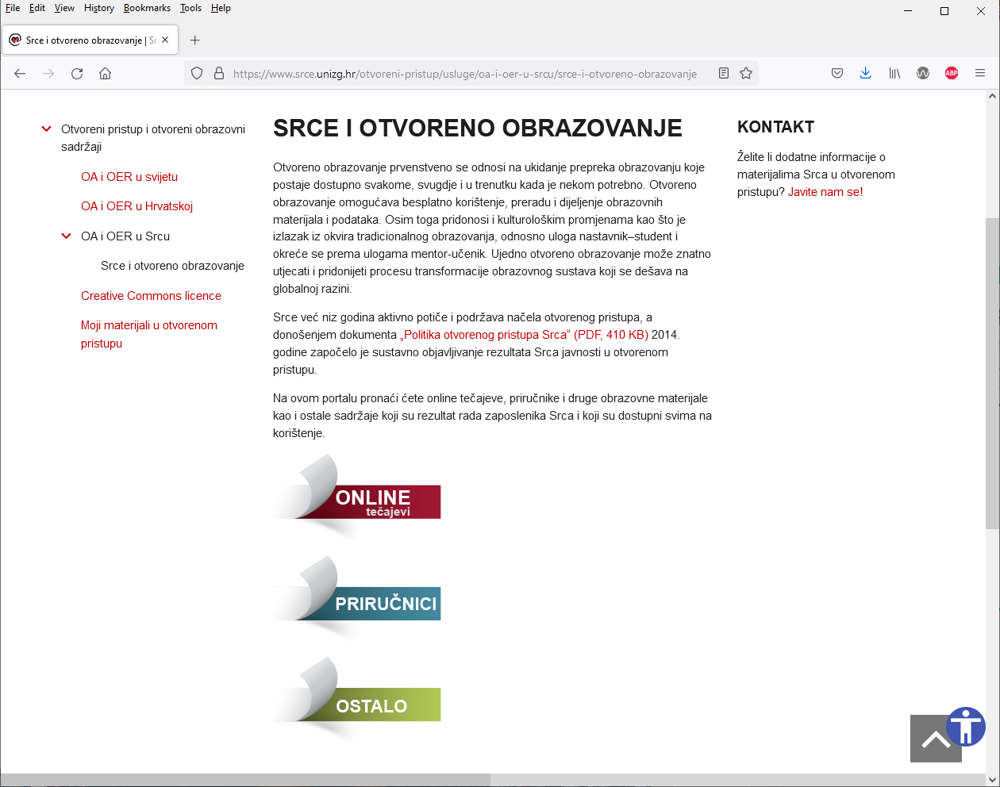 File Edit View History Bookmarks Tools Help
Srce i otvoreno obrazovanje |
https://www.srce.unizg.hr/otvoreni-pristup/usluge/oa-i-oer-u-srcu/srce-i-otvoreno-obrazovanje
ABP
Otvoreni pristup i otvoreni obrazovni
sadržaji
OA i OER u svijetu
OA i OER u Hrvatskoj
OA i OER u Srcu
Srce i otvoreno obrazovanje
Creative Commons licence
Moji materijali u otvorenom
pristupu
SRCE I OTVORENO OBRAZOVANJE
Otvoreno obrazovanje prvenstveno se odnosi na ukidanje prepreka obrazovanju koje
postaje dostupno svakome, svugdje i u trenutku kada je nekom potrebno. Otvoreno
obrazovanje omogućava besplatno korištenje, preradu i dijeljenje obrazovnih
materijala i podataka. Osim toga pridonosi i kulturološkim promjenama kao što je
izlazak iz okvira tradicionalnog obrazovanja, odnosno uloga nastavnik–student i
okreće se prema ulogama mentor-učenik. Ujedno otvoreno obrazovanje može znatno
utjecati i pridonijeti procesu transformacije obrazovnog sustava koji se dešava na
globalnoj razini.
Srce već niz godina aktivno potiče i podržava načela otvorenog pristupa, a
donošenjem dokumenta „Politika otvorenog pristupa Srca“ (PDF, 410 KB) 2014.
godine započelo je sustavno objavljivanje rezultata Srca javnosti u otvorenom
pristupu.
Na ovom portalu pronaći ćete online tečajeve, priručnike i druge obrazovne materijale
kao i ostale sadržaje koji su rezultat rada zaposlenika Srca i koji su dostupni svima na
korištenje.
ONLINE
tečajevi
PRIRUČNICI
OSTALO
KONTAKT
Želite li dodatne informacije o
materijalima Srca u otvorenom
pristupu? Javite nam se!